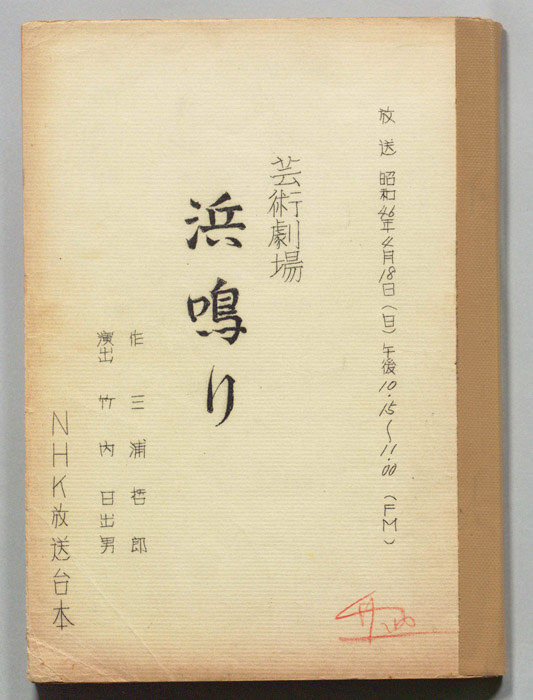 放送 昭和46年4月18日(日)午後10.15〜11.00(FM)
芸術劇場
浜鳴り
作 三浦哲郎
演出 竹内日出男
NHK放送台本